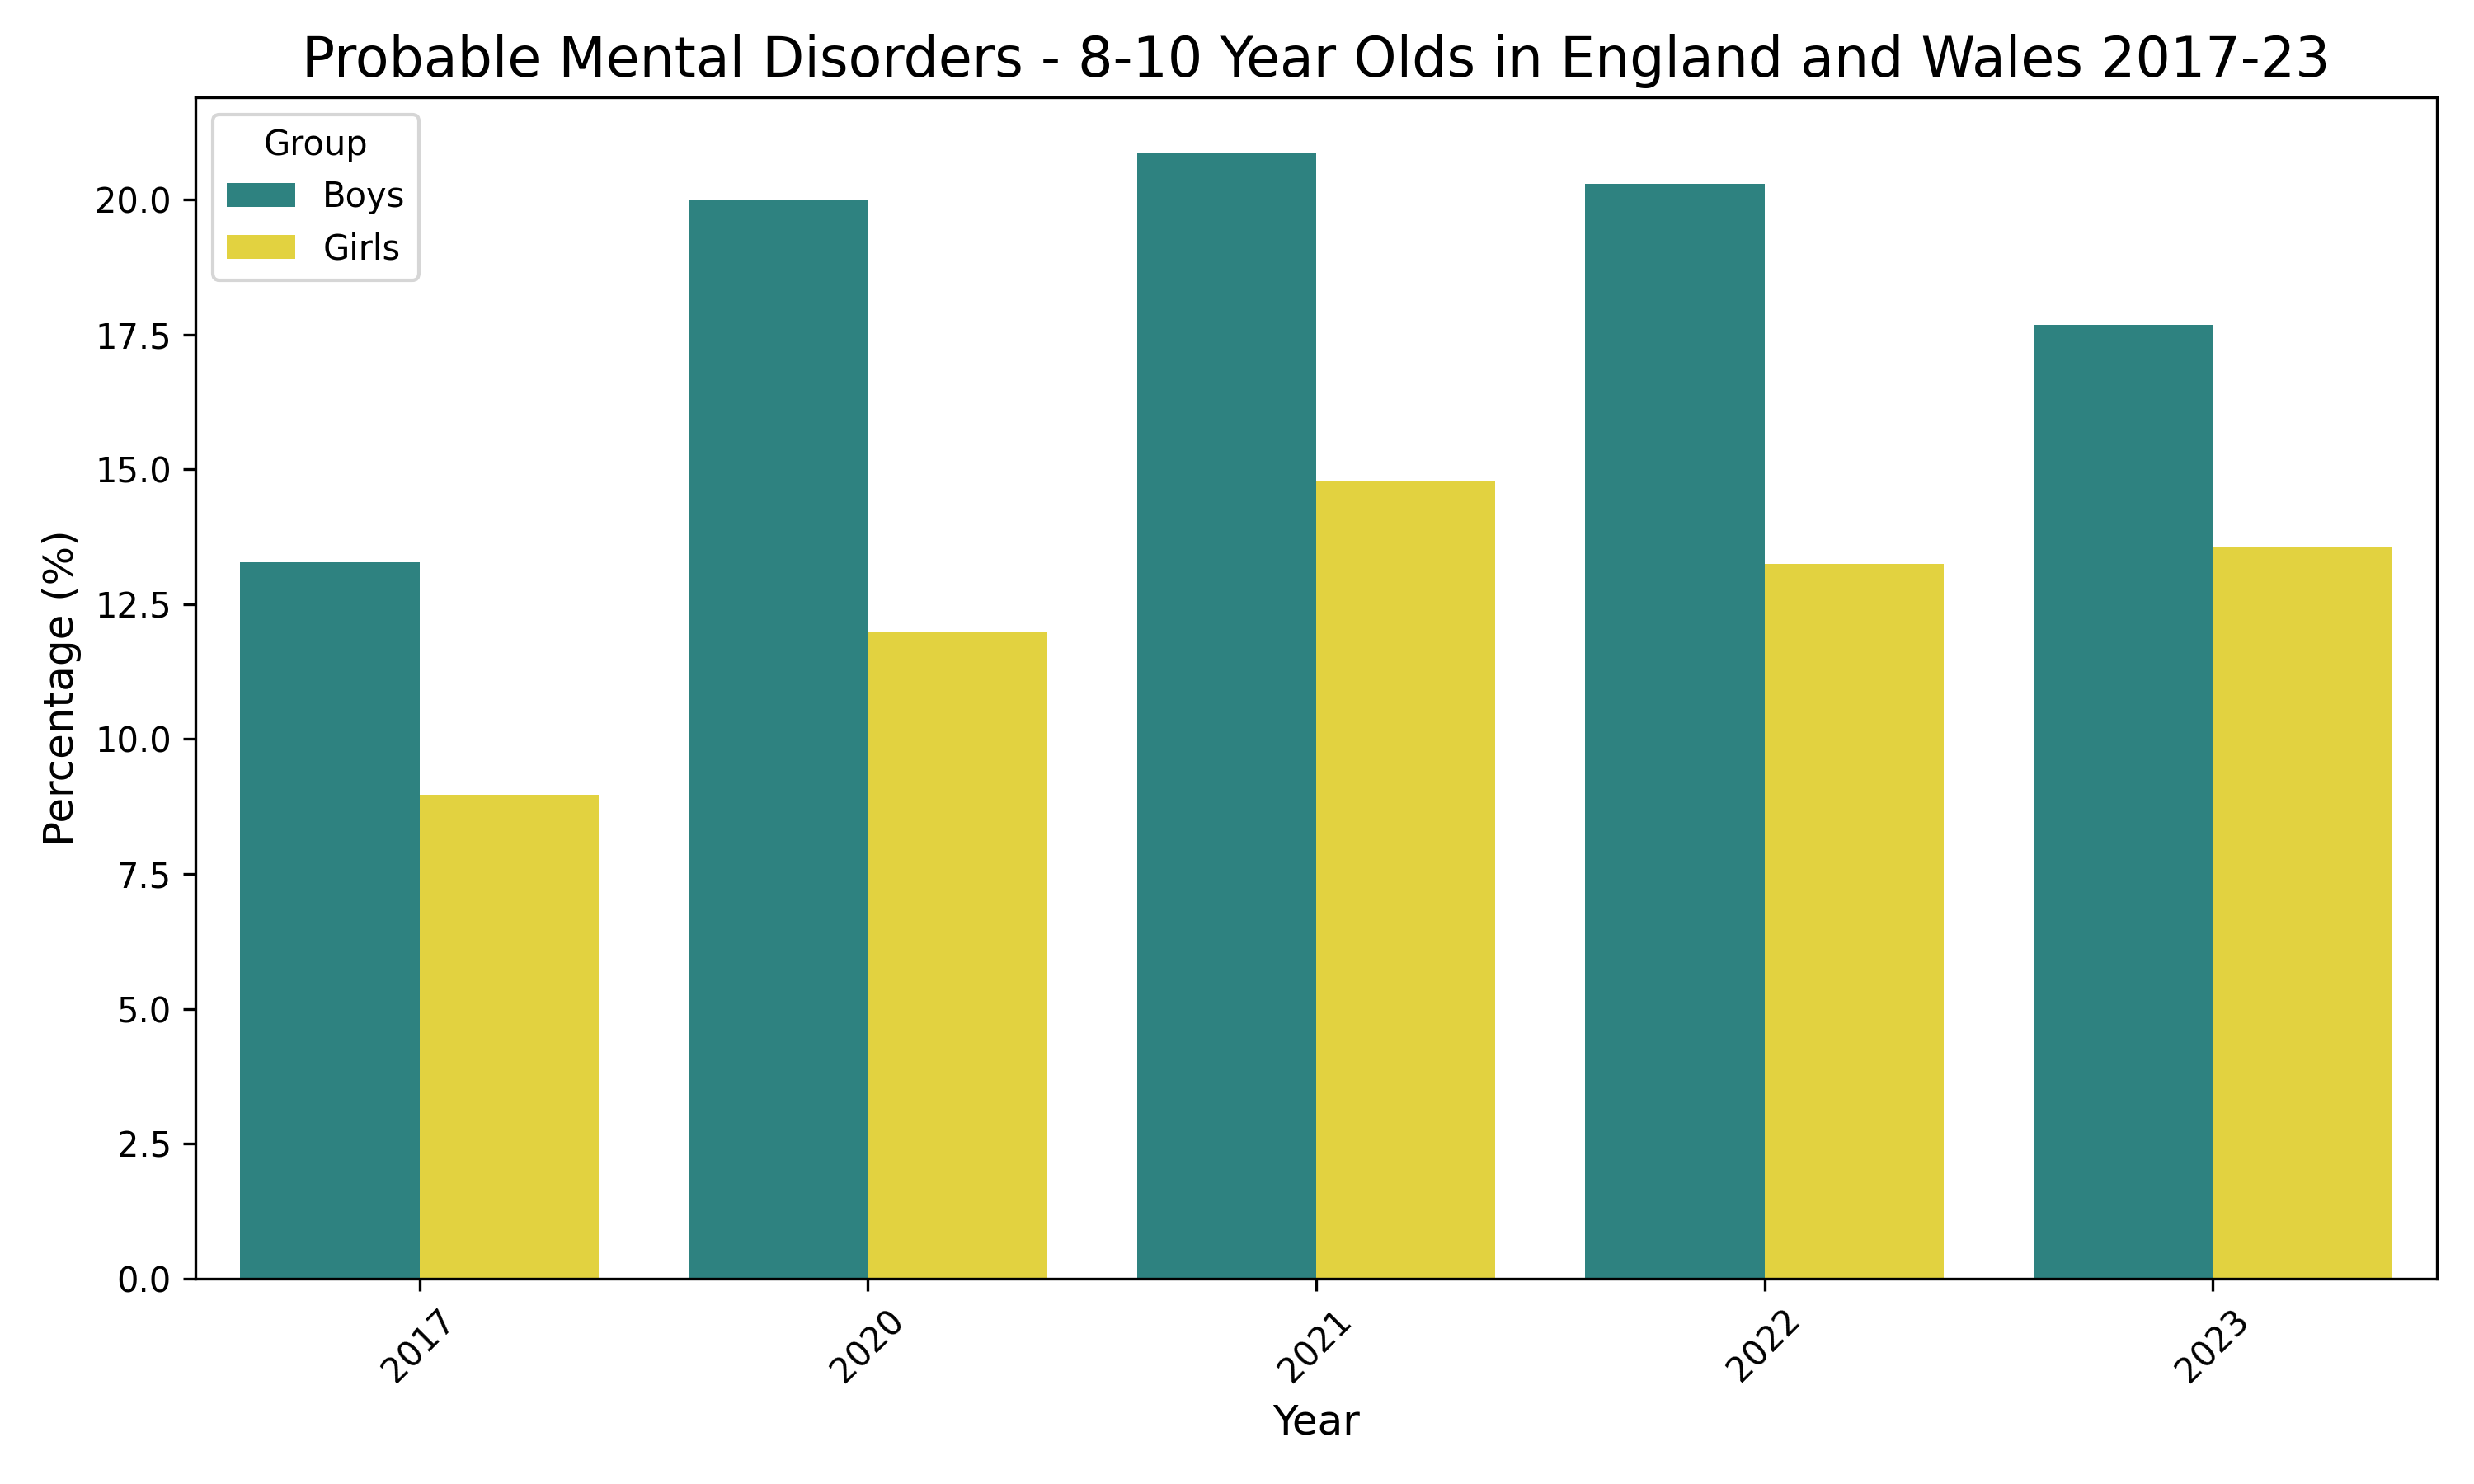 Probable Mental Disorders - 8-10 Year Olds in England and Wales 2017-23
Group
Boys
Girls
Percentage (%)
20.0
17.5
15.0
12.5
10.0
7.5
5.0
2.5
0.0
2017
2020
2021
2022
2023
Year